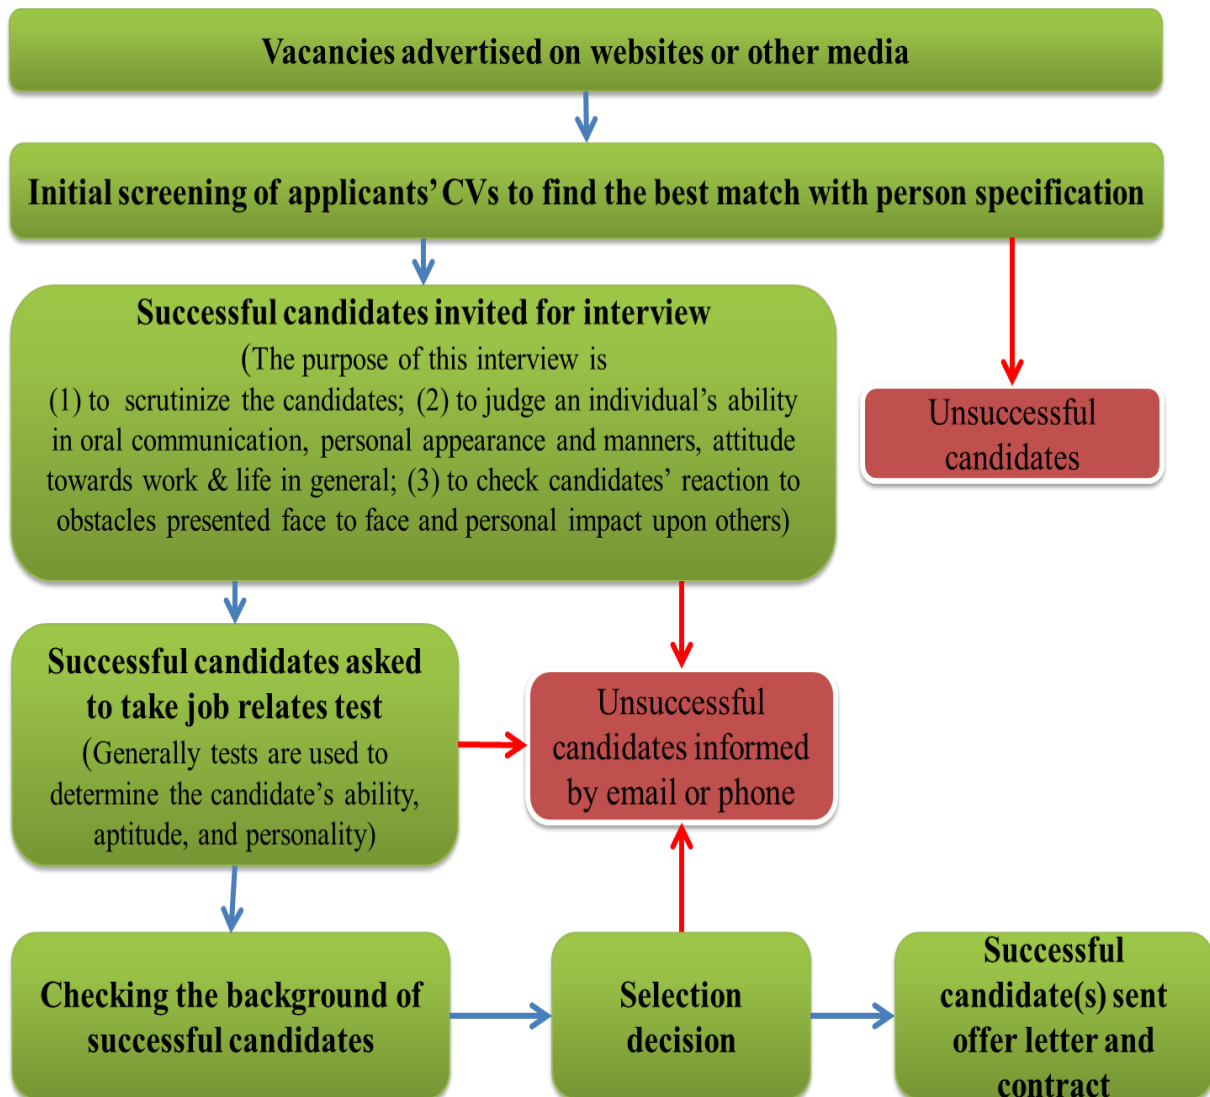 Vacancies advertised on websites or other media
Initial screening of applicants' CVs to find the best match with person specification
Successful candidates invited for interview
(The purpose of this interview is
(1) to scrutinize the candidates; (2) to judge an individual's ability
in oral communication, personal appearance and manners, attitude
towards work & life in general; (3) to check candidates' reaction to
obstacles presented face to face and personal impact upon others)
Unsuccessful
candidates
Successful candidates asked
to take job relates test
(Generally tests are used to
determine the candidate's ability,
aptitude, and personality)
Unsuccessful
candidates informed
by email or phone
Checking the background of
successful candidates
Selection
decision
Successful
candidate(s) sent
offer letter and
contract